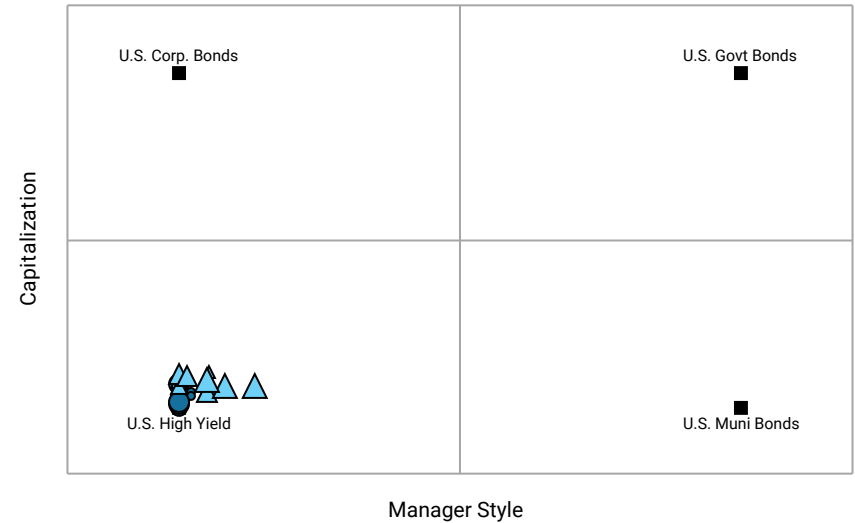 U.S. Corp. Bonds
U.S. Govt Bonds
Capitalization
U.S. High Yield
U.S. Muni Bonds
Manager Style